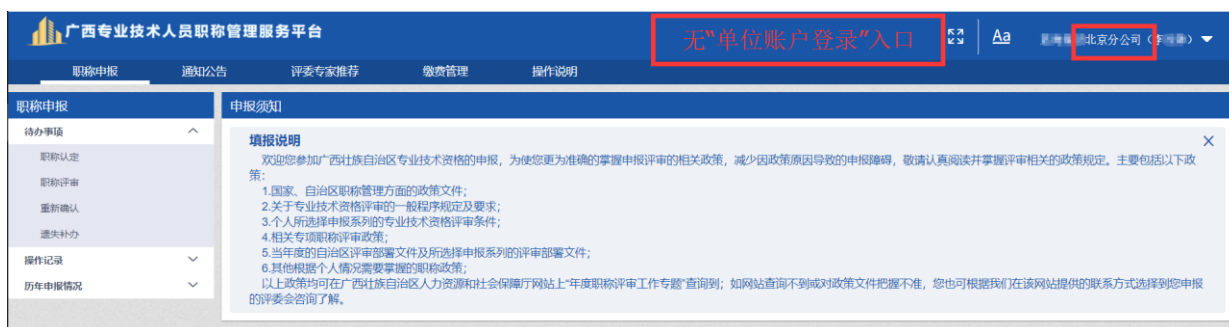 广西专业技术人员职称管理服务平台
无“单位账户登录”入口
Aa
北京分公司（李
）
职称申报 通知公告 评委专家推荐 缴费管理 操作说明
职称申报
待办事项
职称认定
职称评审
重新确认
遗失补办
操作记录
历年申报情况
申报须知
填报说明
欢迎您参加广西壮族自治区专业技术资格的申报，为使您更为准确的掌握申报评审的相关政策，减少因政策原因导致的申报障碍，敬请认真阅读并掌握评审相关的政策规定。主要包括以下政
策：
1.国家、自治区职称管理方面的政策文件；
2.关于专业技术资格评审的一般程序规定及要求；
3.个人所选择申报系列的专业技术资格评审条件；
4.相关专项职称评审政策；
5.当年度的自治区评审部署文件及所选择申报系列的评审部署文件；
6.其他根据个人情况需要掌握的职称政策；
以上政策均可在广西壮族自治区人力资源和社会保障厅网站上“年度职称评审工作专题”查询到；如网站查询不到或对政策文件把握不准，您也可根据我们在该网站提供的联系方式选择到您申报
的评委会咨询了解。